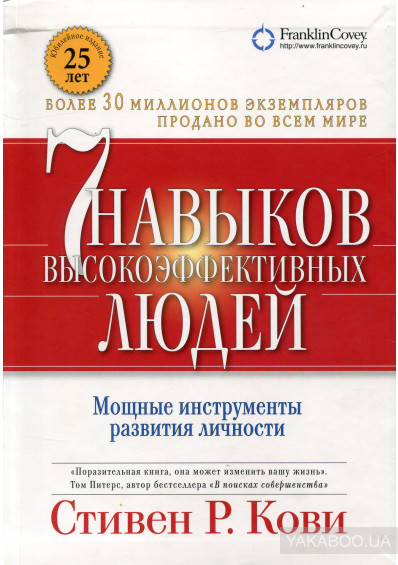 Юбилейное издание
25
лет
FranklinCovey
http://www.franklincovey.ru
БОЛЕЕ 30 МИЛЛИОНОВ ЭКЗЕМПЛЯРОВ
ПРОДАНО ВО ВСЕМ МИРЕ
7 НАВЫКОВ
ВЫСОКОЭФФЕКТИВНЫХ
ЛЮДЕЙ
Мощные инструменты
развития личности
«Поразительная книга, она может изменить вашу жизнь».
Том Питерс, автор бестселлера «В поисках совершенства»
Стивен Р. Кови
YAKABOO.UA